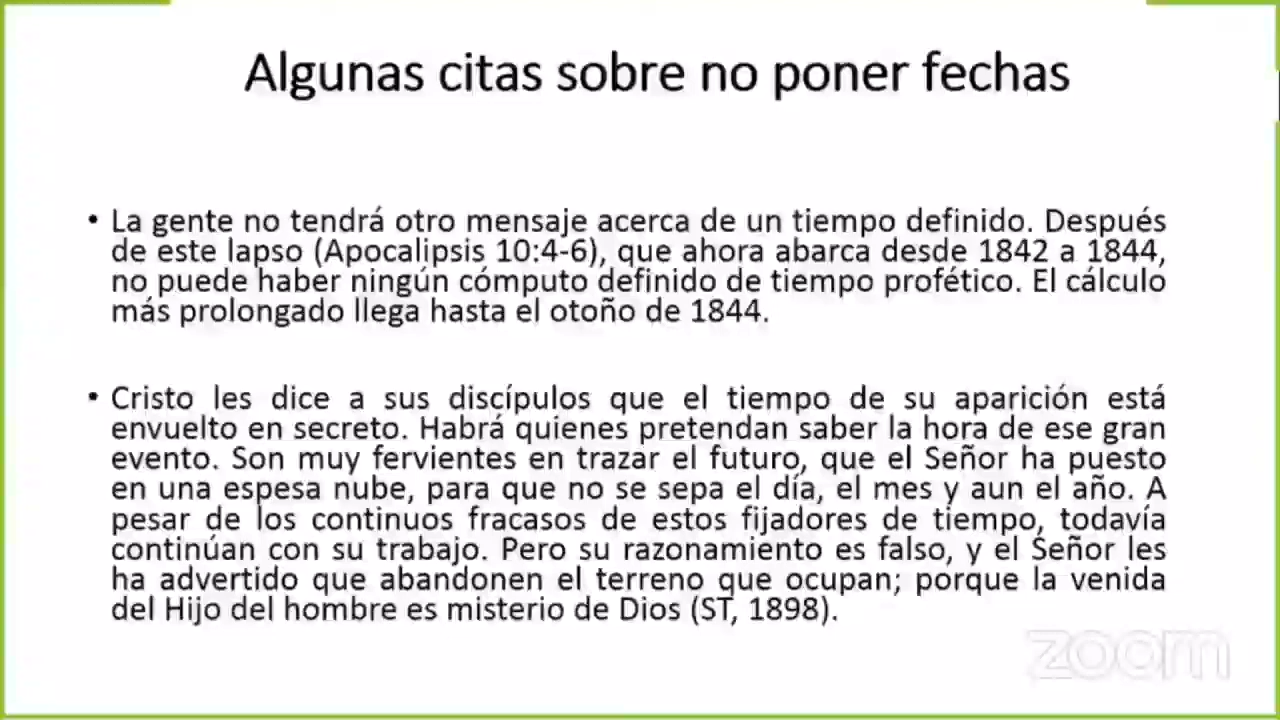 Algunas citas sobre no poner fechas
• La gente no tendrá otro mensaje acerca de un tiempo definido. Después
de este lapso (Apocalipsis 10:4-6), que ahora abarca desde 1842 a 1844,
no puede haber ningún cómputo definido de tiempo profético. El cálculo
más prolongado llega hasta el otoño de 1844.
• Cristo les dice a sus discípulos que el tiempo de su aparición está
envuelto en secreto. Habrá quienes pretendan saber la hora de ese gran
evento. Son muy fervientes en trazar el futuro, que el Señor ha puesto
en una espesa nube, para que no se sepa el día, el mes y aun el año. A
pesar de los continuos fracasos de estos fijadores de tiempo, todavía
continúan con su trabajo. Pero su razonamiento es falso, y el Señor les
ha advertido que abandonen el terreno que ocupan; porque la venida
del Hijo del hombre es misterio de Dios (ST, 1898).
zoom